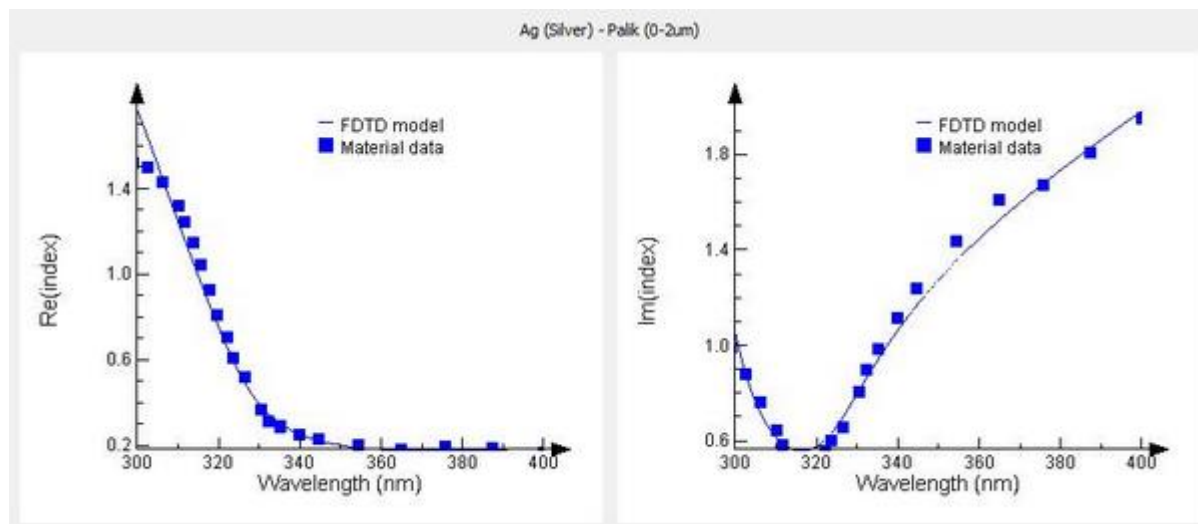 Ag (Silver) - Palik (0-2um)
FDTD model
Material data
1.4
1.0
0.6
0.2
Re(index)
300 320 340 360 380 400
Wavelength (nm)
FDTD model
Material data
1.8
1.4
1.0
0.6
Im(index)
300 320 340 360 380 400
Wavelength (nm)